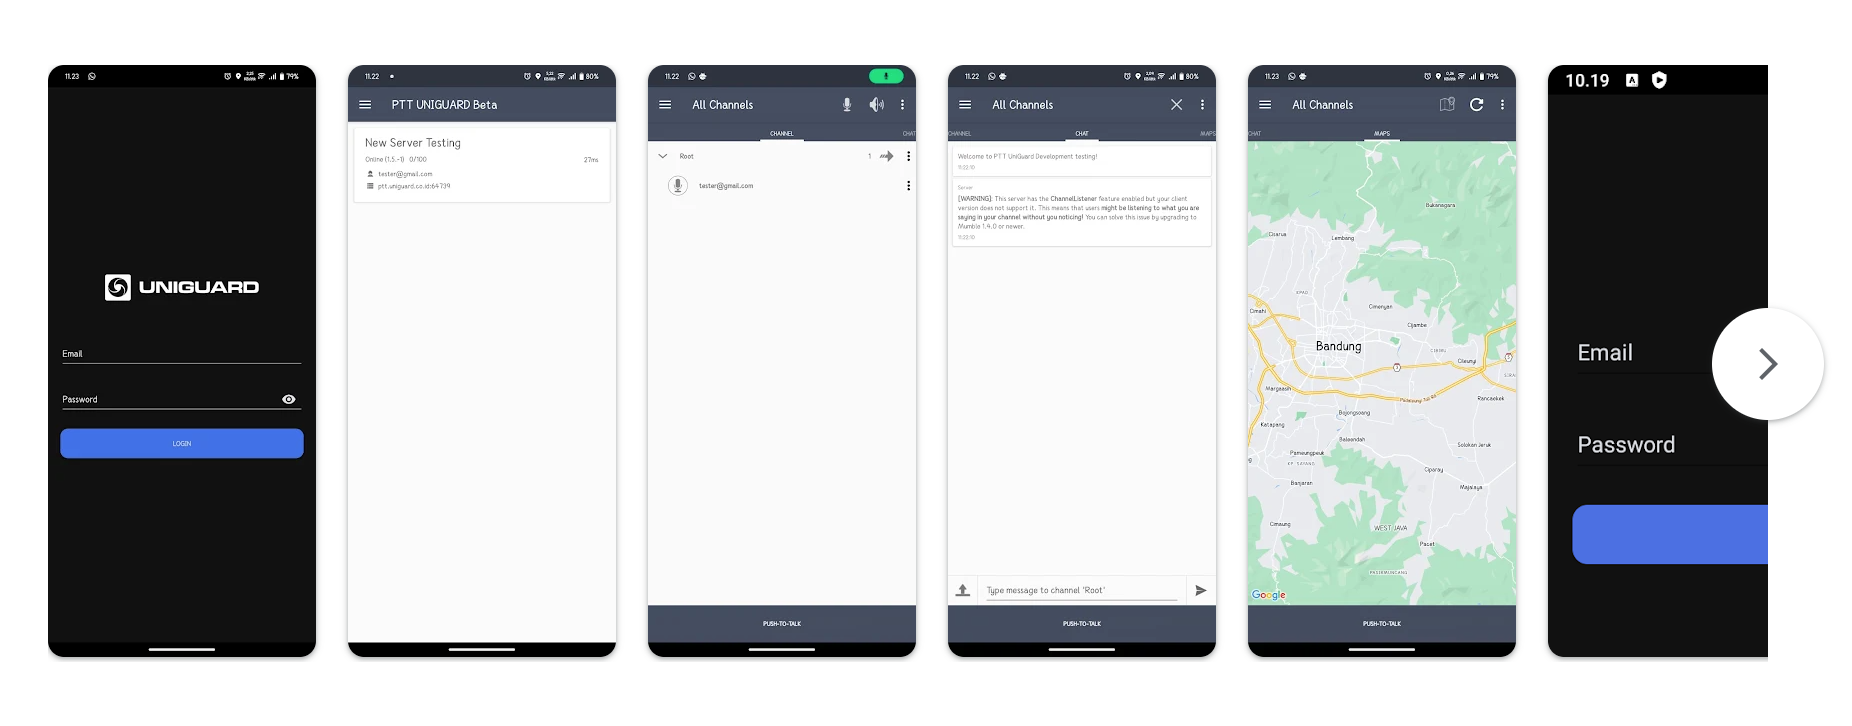 11.23
79%
UNIGUARD
Email
Password
LOGIN
11.22
80%
PTT UNIGUARD Beta
New Server Testing
Online (1.5.-1) 0/100
27ms
tester@gmail.com
ptt.uniguard.co.id:64739
11.22
All Channels
CHANNEL
CHAT
Root
1
tester@gmail.com
PUSH-TO-TALK
11.22
80%
All Channels
CHANNEL
CHAT
MAPS
Welcome to PTT UniGuard Development testing!
11:22:10
Server
[WARNING]: This server has the ChannelListener feature enabled but your client
version does not support it. This means that users might be listening to what you are
saying in your channel without you noticing! You can solve this issue by upgrading to
Mumble 1.4.0 or newer.
11:22:10
Type message to channel 'Root'
PUSH-TO-TALK
11.23
79%
All Channels
CHAT
MAPS
Bukanagara
Cisarua
Lembang
Cimenyan
Cimahi
Cijambe
Bandung
Cileunyi
Margaasih
Rancaekek
Bojongsoang
Katapang
Baleendah
Solokan Jeruk
Pameungpeuk
Ciparay
Banjaran
Majalaya
Cimaung
WEST JAVA
Pacet
Google
PUSH-TO-TALK
10.19
A
Email
Password